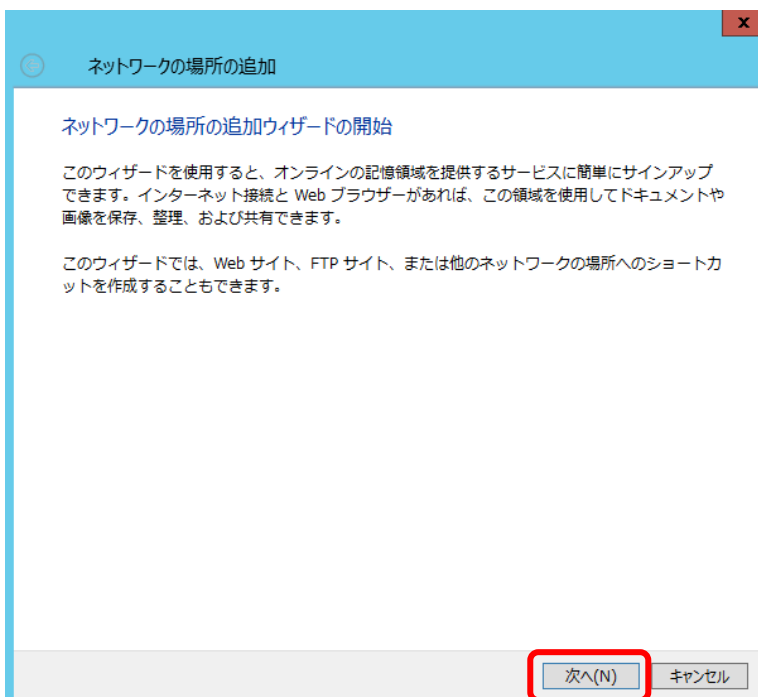 x
ネットワークの場所の追加
ネットワークの場所の追加ウィザードの開始
このウィザードを使用すると、オンラインの記憶領域を提供するサービスに簡単にサインアップ
できます。インターネット接続と Web ブラウザーがあれば、この領域を使用してドキュメントや
画像を保存、整理、および共有できます。
このウィザードでは、Web サイト、FTP サイト、または他のネットワークの場所へのショートカ
ットを作成することもできます。
次へ(N) キャンセル